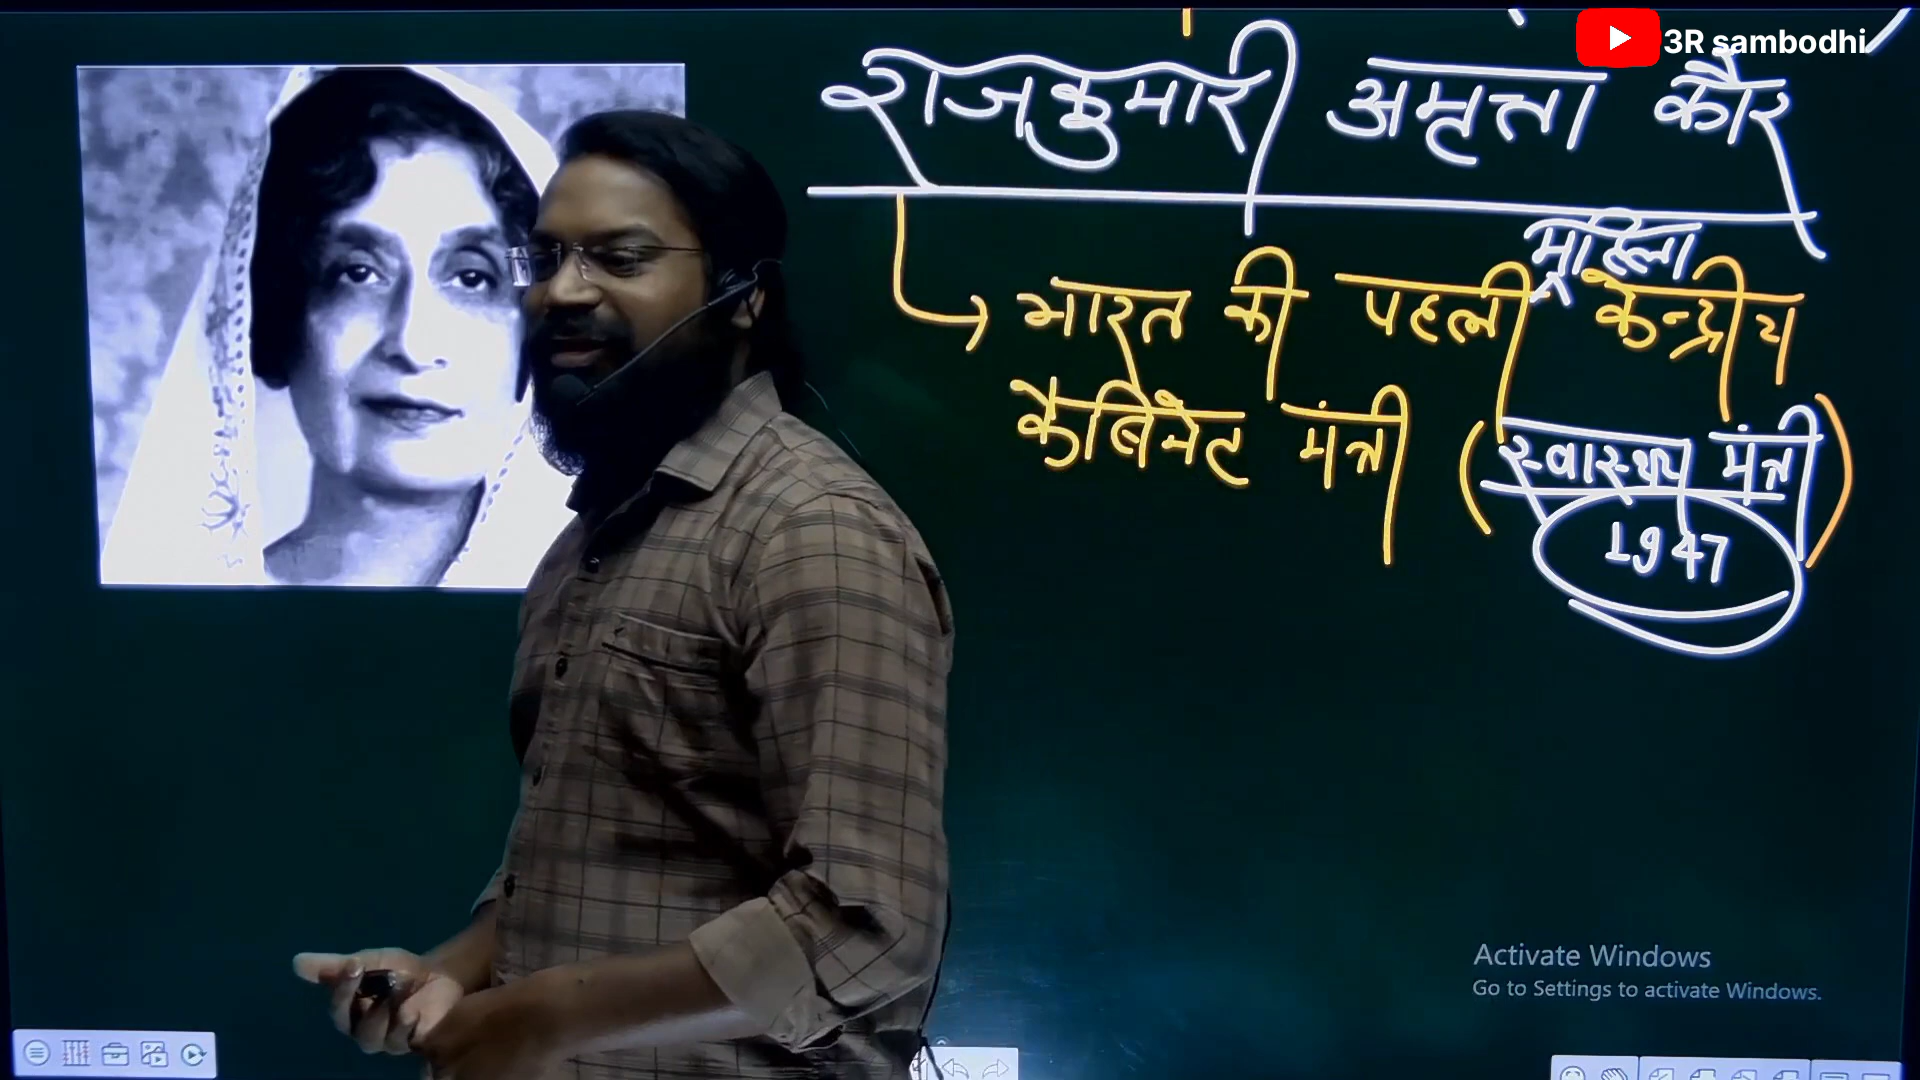 3R sambodhi
राजकुमारी अमृता कौर
महिला
भारत की पहली केन्द्रीय
कैबिनेट मंत्री (स्वास्थ्य मंत्री)
1947
Activate Windows
Go to Settings to activate Windows.